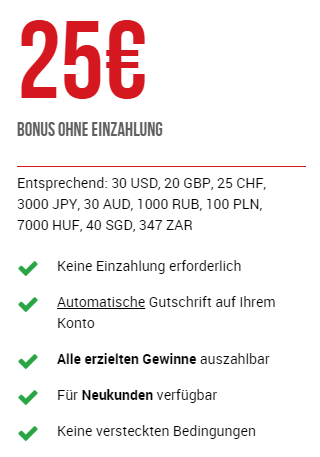 25€
BONUS OHNE EINZAHLUNG
Entsprechend: 30 USD, 20 GBP, 25 CHF,
3000 JPY, 30 AUD, 1000 RUB, 100 PLN,
7000 HUF, 40 SGD, 347 ZAR
Keine Einzahlung erforderlich
Automatische Gutschrift auf Ihrem
Konto
Alle erzielten Gewinne auszahlbar
Für Neukunden verfügbar
Keine versteckten Bedingungen